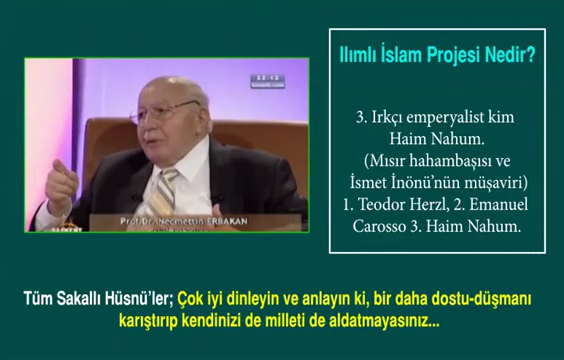 Ilımlı İslam Projesi Nedir?
3. Irkçı emperyalist kim
Haim Nahum.
(Mısır hahambaşısı ve
İsmet İnönü'nün müşaviri)
1. Teodor Herzl, 2. Emanuel
Carosso 3. Haim Nahum.
Prof.Dr. Necmettin ERBAKAN
Tüm Sakallı Hüsnü'ler; Çok iyi dinleyin ve anlayın ki, bir daha dostu-düşmanı
karıştırıp kendinizi de milleti de aldatmayasınız...